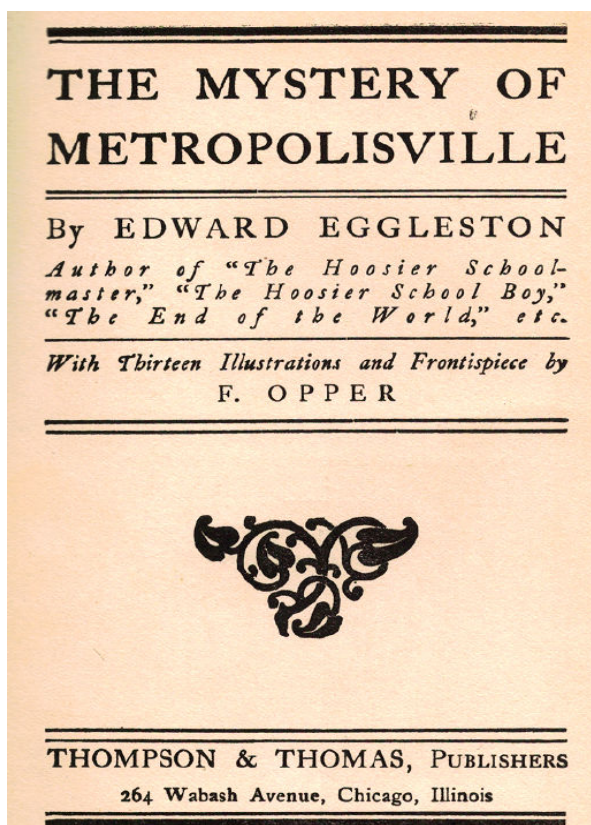 THE MYSTERY OF
METROPOLISVILLE
By EDWARD EGGLESTON
Author of “The Hoosier School-
master,” “The Hoosier School Boy,”
“The End of the World,” etc.
With Thirteen Illustrations and Frontispiece by
F. OPPER
THOMPSON & THOMAS, PUBLISHERS
264 Wabash Avenue, Chicago, Illinois